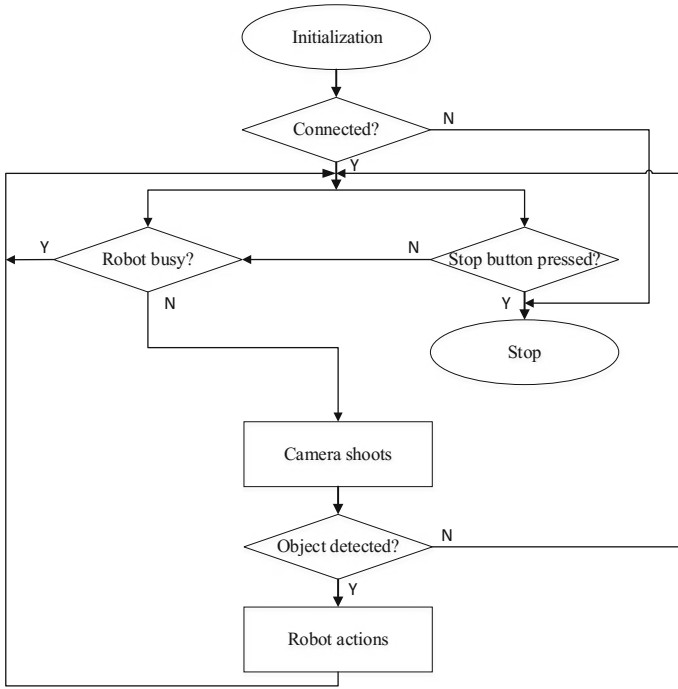 Initialization
Connected?
N
Y
Y
Robot busy?
N
Stop button pressed?
N
Y
Stop
Camera shoots
Object detected?
N
Y
Robot actions